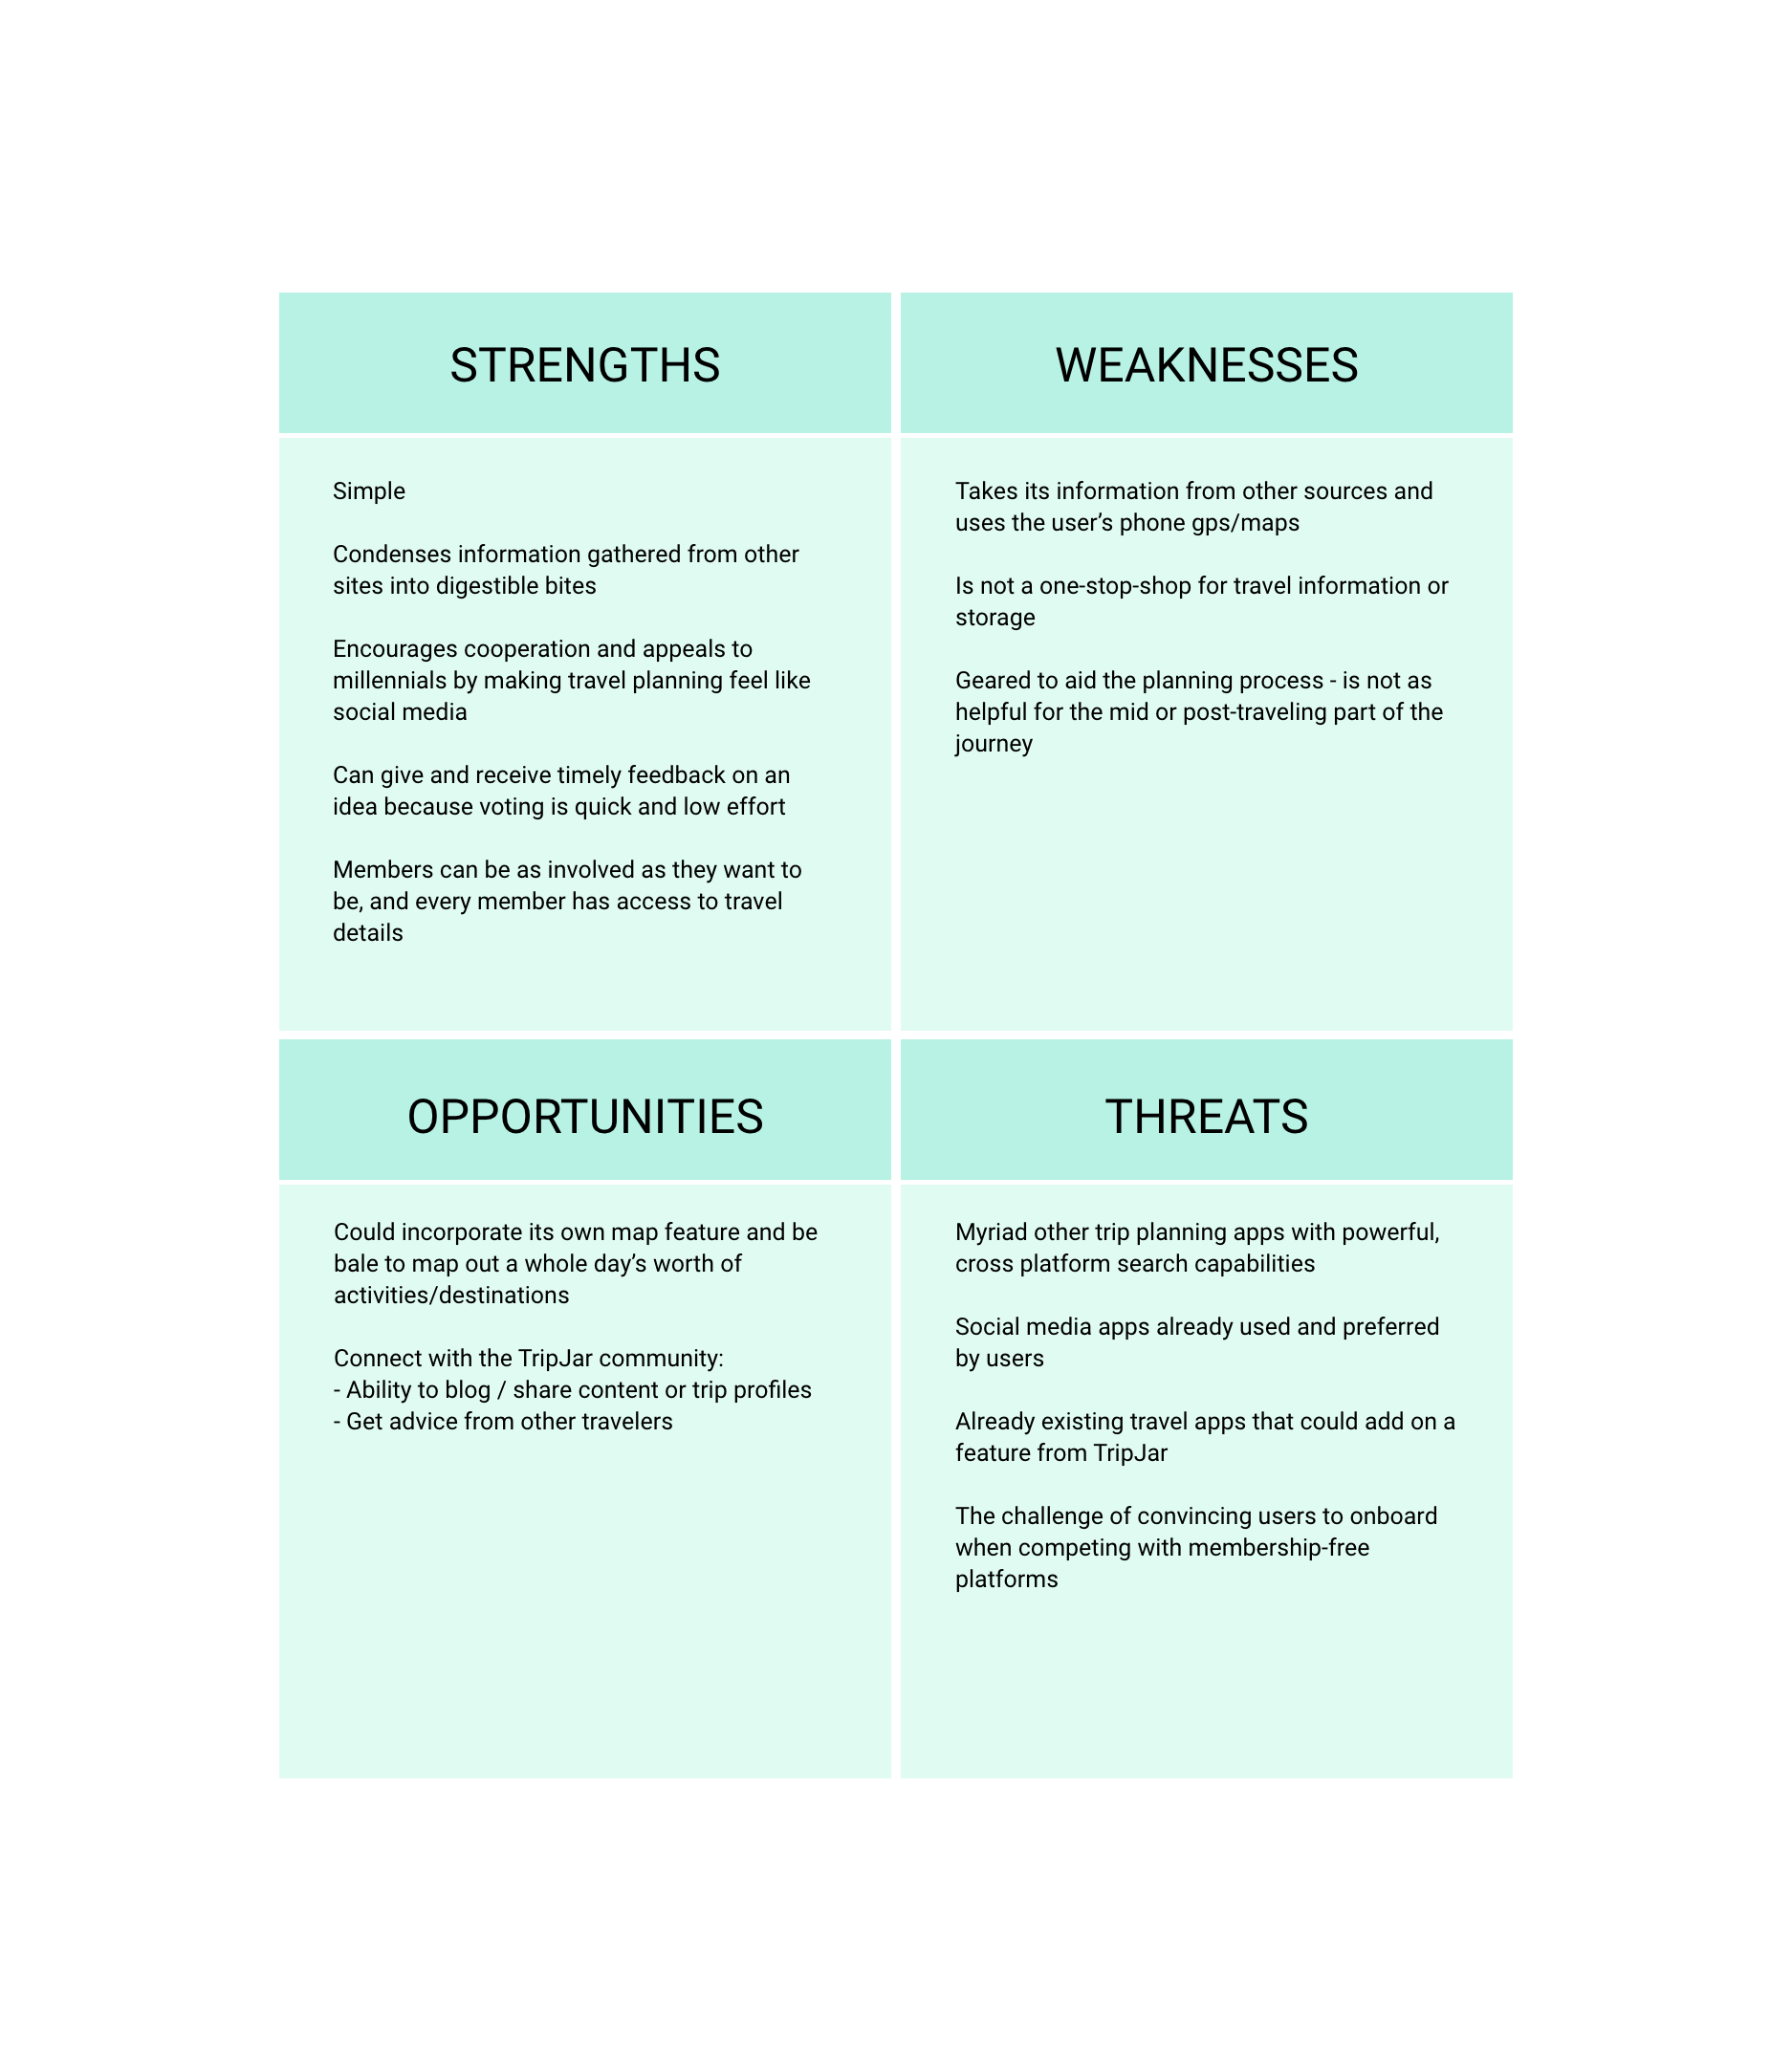 STRENGTHS
Simple
Condenses information gathered from other
sites into digestible bites
Encourages cooperation and appeals to
millennials by making travel planning feel like
social media
Can give and receive timely feedback on an
idea because voting is quick and low effort
Members can be as involved as they want to
be, and every member has access to travel
details
WEAKNESSES
Takes its information from other sources and
uses the user’s phone gps/maps
Is not a one-stop-shop for travel information or
storage
Geared to aid the planning process - is not as
helpful for the mid or post-traveling part of the
journey
OPPORTUNITIES
Could incorporate its own map feature and be
bale to map out a whole day’s worth of
activities/destinations
Connect with the TripJar community:
- Ability to blog / share content or trip profiles
- Get advice from other travelers
THREATS
Myriad other trip planning apps with powerful,
cross platform search capabilities
Social media apps already used and preferred
by users
Already existing travel apps that could add on a
feature from TripJar
The challenge of convincing users to onboard
when competing with membership-free
platforms